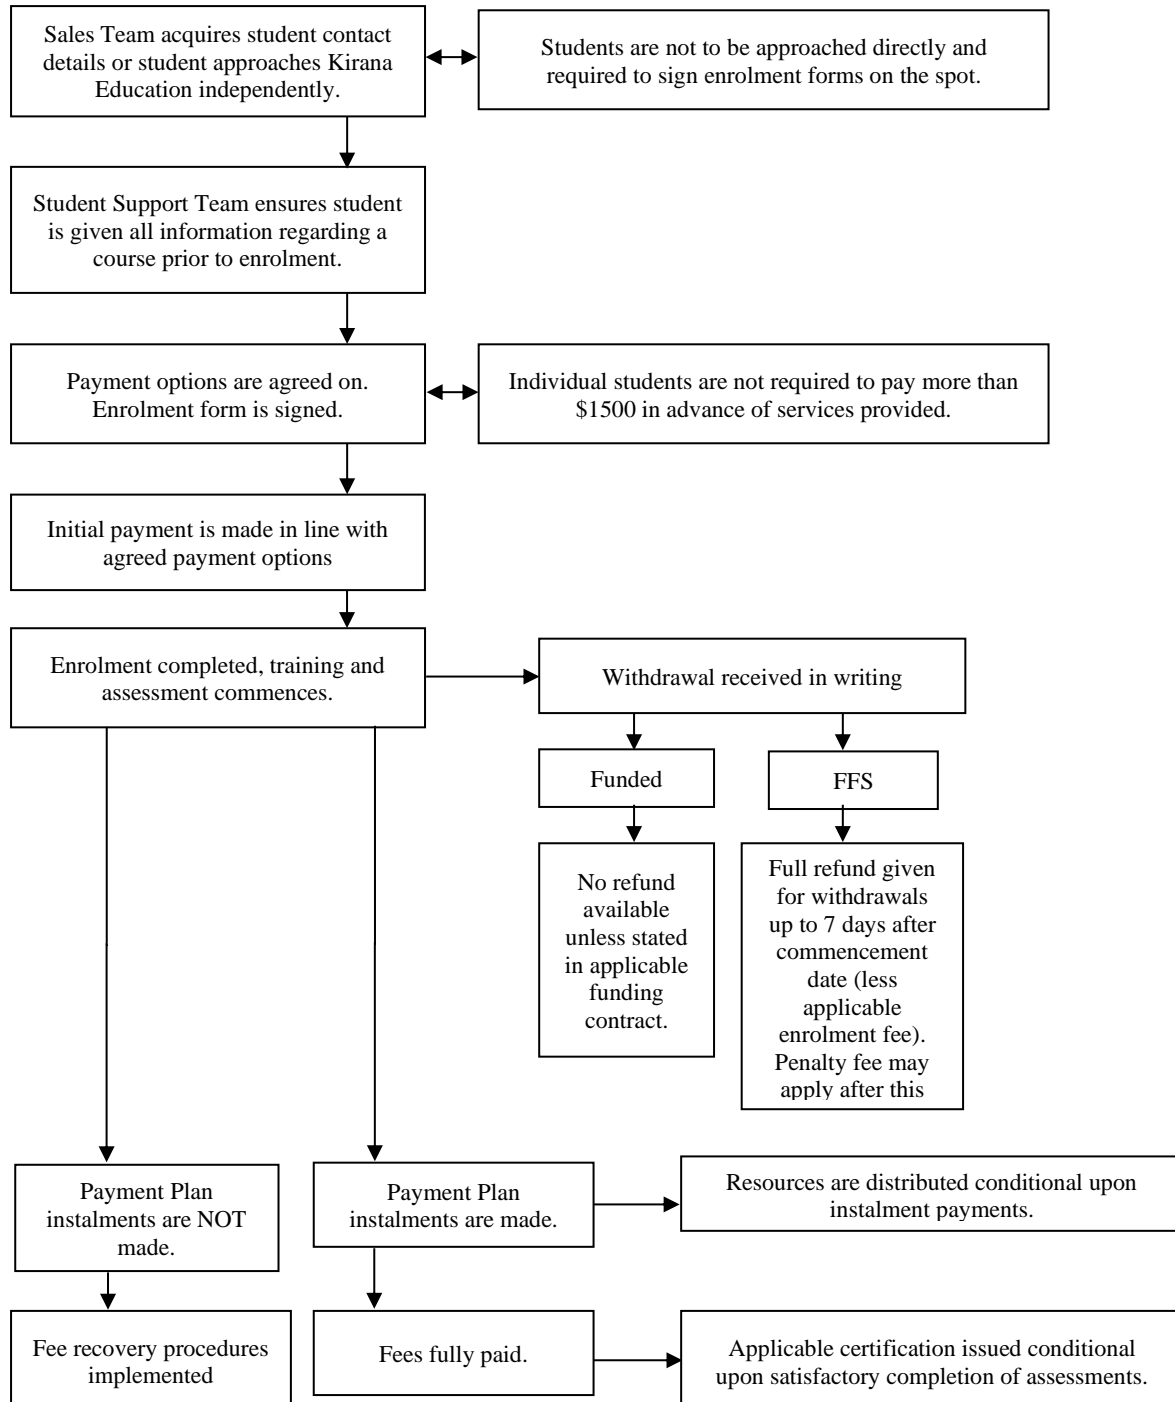 Sales Team acquires student contact
details or student approaches Kirana
Education independently.
Students are not to be approached directly and
required to sign enrolment forms on the spot.
Student Support Team ensures student
is given all information regarding a
course prior to enrolment.
Payment options are agreed on.
Enrolment form is signed.
Individual students are not required to pay more than
$1500 in advance of services provided.
Initial payment is made in line with
agreed payment options
Enrolment completed, training and
assessment commences.
Withdrawal received in writing
Funded
FFS
No refund
available
unless stated
in applicable
funding
contract.
Full refund given
for withdrawals
up to 7 days after
commencement
date (less
applicable
enrolment fee).
Penalty fee may
apply after this
Payment Plan
instalments are NOT
made.
Payment Plan
instalments are made.
Resources are distributed conditional upon
instalment payments.
Fee recovery procedures
implemented
Fees fully paid.
Applicable certification issued conditional
upon satisfactory completion of assessments.